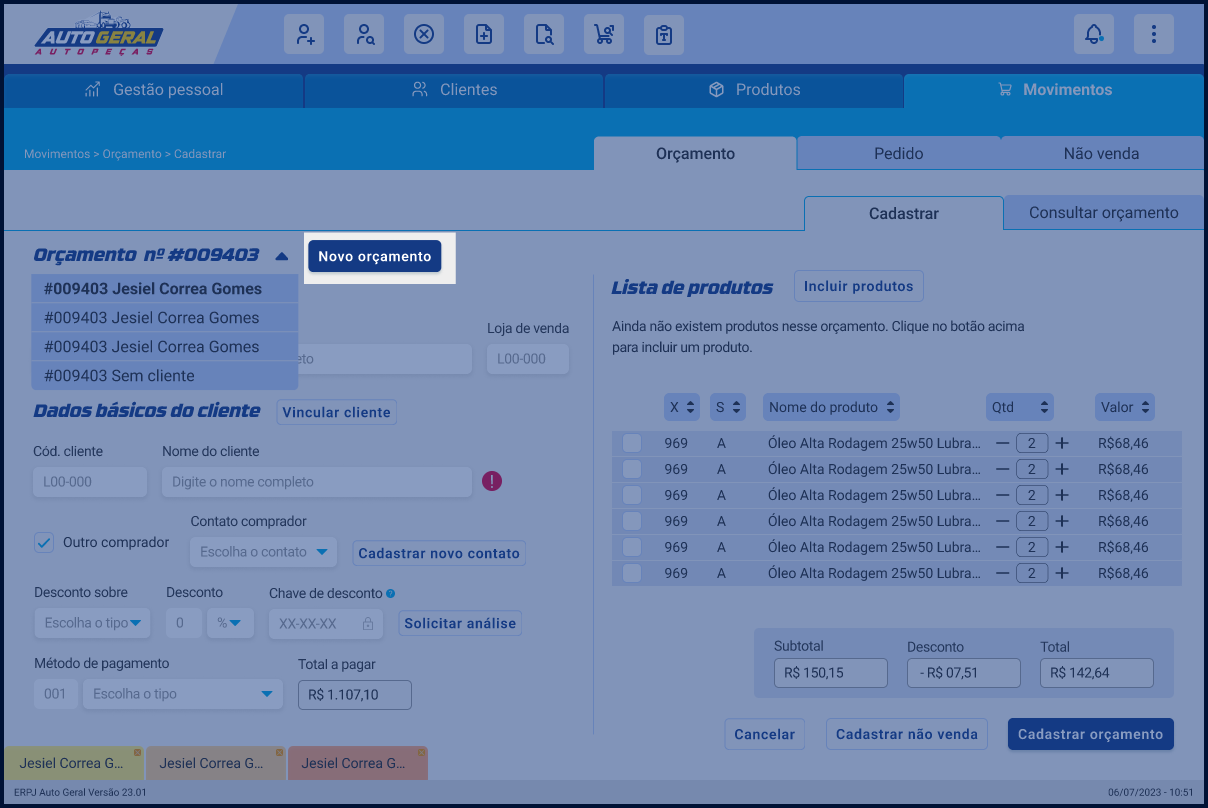 AUTO GERAL
AUTOPEÇAS
Gestão pessoal
Clientes
Produtos
Movimentos
Movimentos > Orçamento > Cadastrar
Orçamento
Pedido
Não venda
Cadastrar
Consultar orçamento
Orçamento nº #009403
Novo orçamento
#009403 Jesiel Correa Gomes
#009403 Jesiel Correa Gomes
#009403 Jesiel Correa Gomes
#009403 Sem cliente
Loja de venda
L00-000
Dados básicos do cliente
Vincular cliente
Cód. cliente
Nome do cliente
L00-000
Digite o nome completo
!
Outro comprador
Contato comprador
Escolha o contato
Cadastrar novo contato
Desconto sobre
Desconto
Chave de desconto ?
Escolha o tipo
0
%
XX-XX-XX
Solicitar análise
Método de pagamento
Total a pagar
001
Escolha o tipo
R$ 1.107,10
Lista de produtos
Incluir produtos
Ainda não existem produtos nesse orçamento. Clique no botão acima
para incluir um produto.
X
S
Nome do produto
Qtd
Valor
969 A Óleo Alta Rodagem 25w50 Lubra... — 2 + R$68,46
969 A Óleo Alta Rodagem 25w50 Lubra... — 2 + R$68,46
969 A Óleo Alta Rodagem 25w50 Lubra... — 2 + R$68,46
969 A Óleo Alta Rodagem 25w50 Lubra... — 2 + R$68,46
969 A Óleo Alta Rodagem 25w50 Lubra... — 2 + R$68,46
969 A Óleo Alta Rodagem 25w50 Lubra... — 2 + R$68,46
Subtotal
Desconto
Total
R$ 150,15
- R$ 07,51
R$ 142,64
Cancelar
Cadastrar não venda
Cadastrar orçamento
Jesiel Correa G...
Jesiel Correa G...
Jesiel Correa G...
ERPJ Auto Geral Versão 23.01
06/07/2023 - 10:51